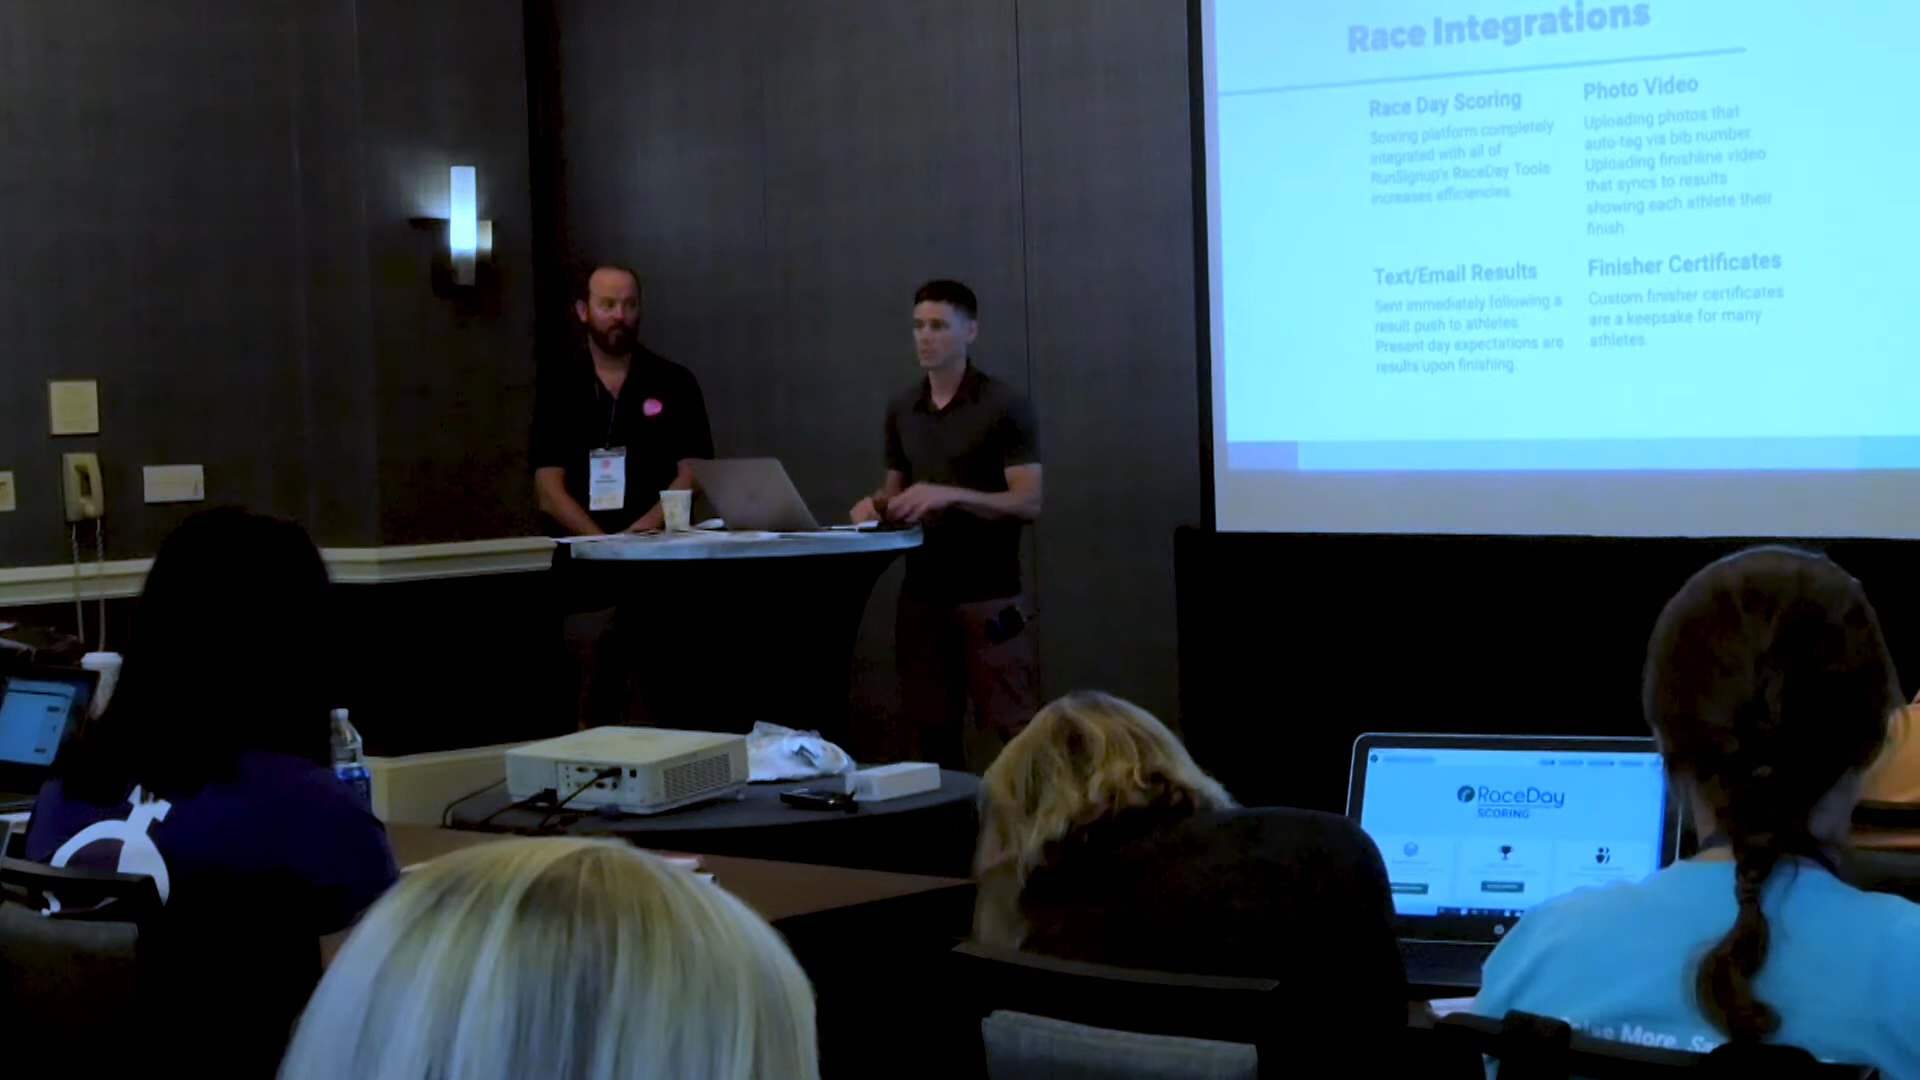 Race Integrations
Race Day Scoring
Scoring platform completely
integrated with all of
RunSignup's RaceDay Tools
increases efficiencies.
Photo Video
Uploading photos that
auto-tag via bib number.
Uploading finishline video
that syncs to results
showing each athlete their
finish.
Text/Email Results
Sent immediately following a
result push to athletes.
Present day expectations are
results upon finishing.
Finisher Certificates
Custom finisher certificates
are a keepsake for many
athletes.
RaceDay
SCORING
More.